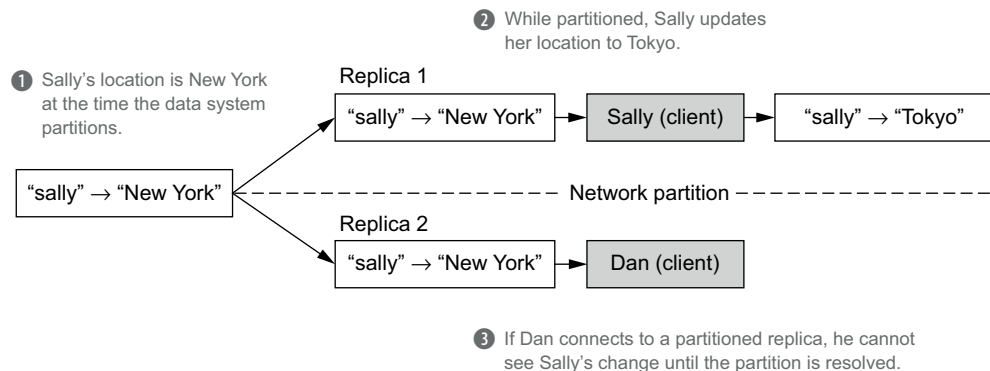 2 While partitioned, Sally updates
her location to Tokyo.
1 Sally’s location is New York
at the time the data system
partitions.
Replica 1
“sally” → “New York”
Sally (client)
“sally” → “Tokyo”
“sally” → “New York”
Network partition
Replica 2
“sally” → “New York”
Dan (client)
3 If Dan connects to a partitioned replica, he cannot
see Sally’s change until the partition is resolved.